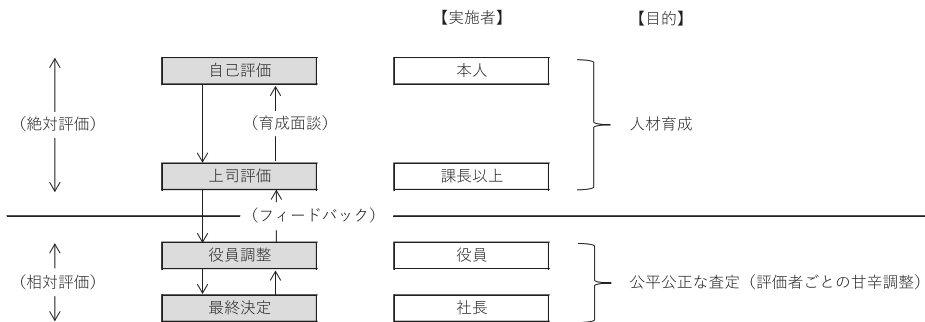 【実施者】 【目的】
自己評価 本人
(絶対評価) (育成面談) 人材育成
上司評価 課長以上
(フィードバック)
役員調整 役員
(相対評価) 公平公正な査定(評価者ごとの甘辛調整)
最終決定 社長